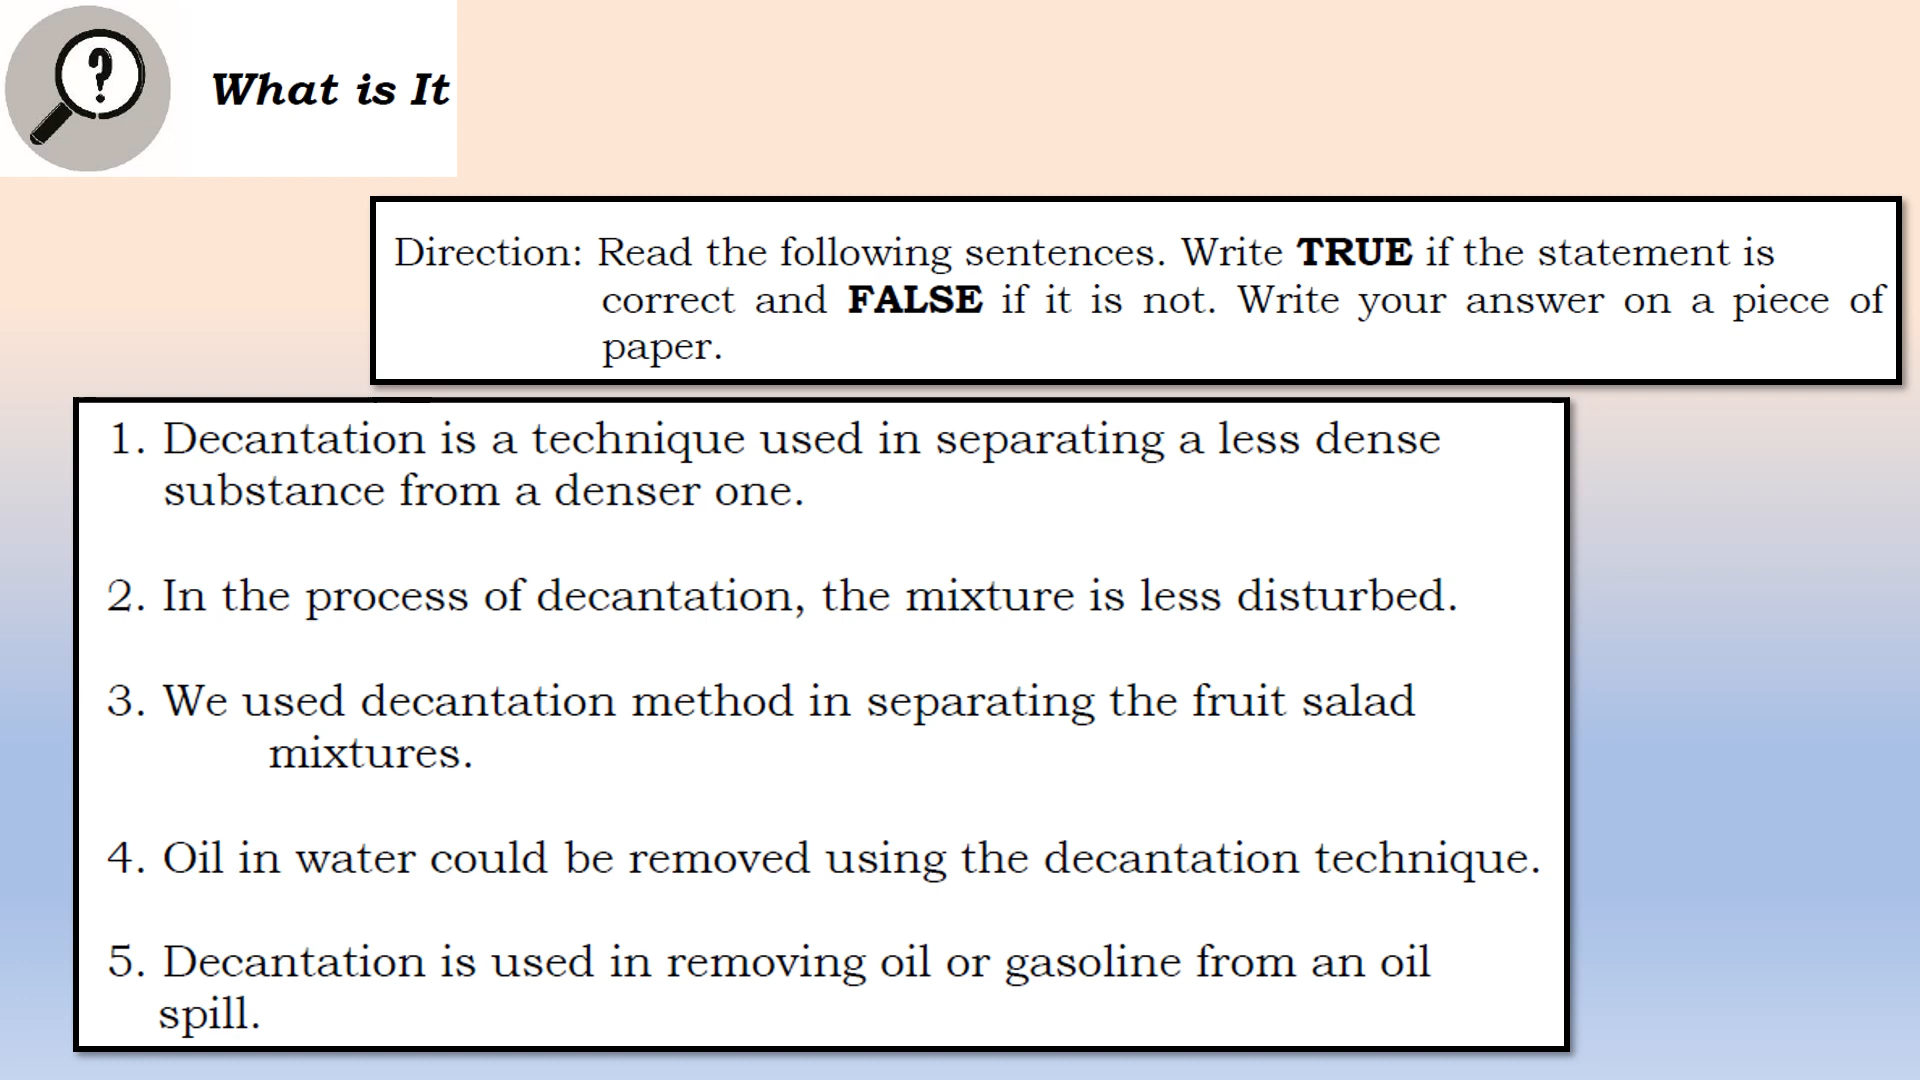 What is It
Direction: Read the following sentences. Write TRUE if the statement is
correct and FALSE if it is not. Write your answer on a piece of
paper.
1. Decantation is a technique used in separating a less dense
substance from a denser one.
2. In the process of decantation, the mixture is less disturbed.
3. We used decantation method in separating the fruit salad
mixtures.
4. Oil in water could be removed using the decantation technique.
5. Decantation is used in removing oil or gasoline from an oil
spill.